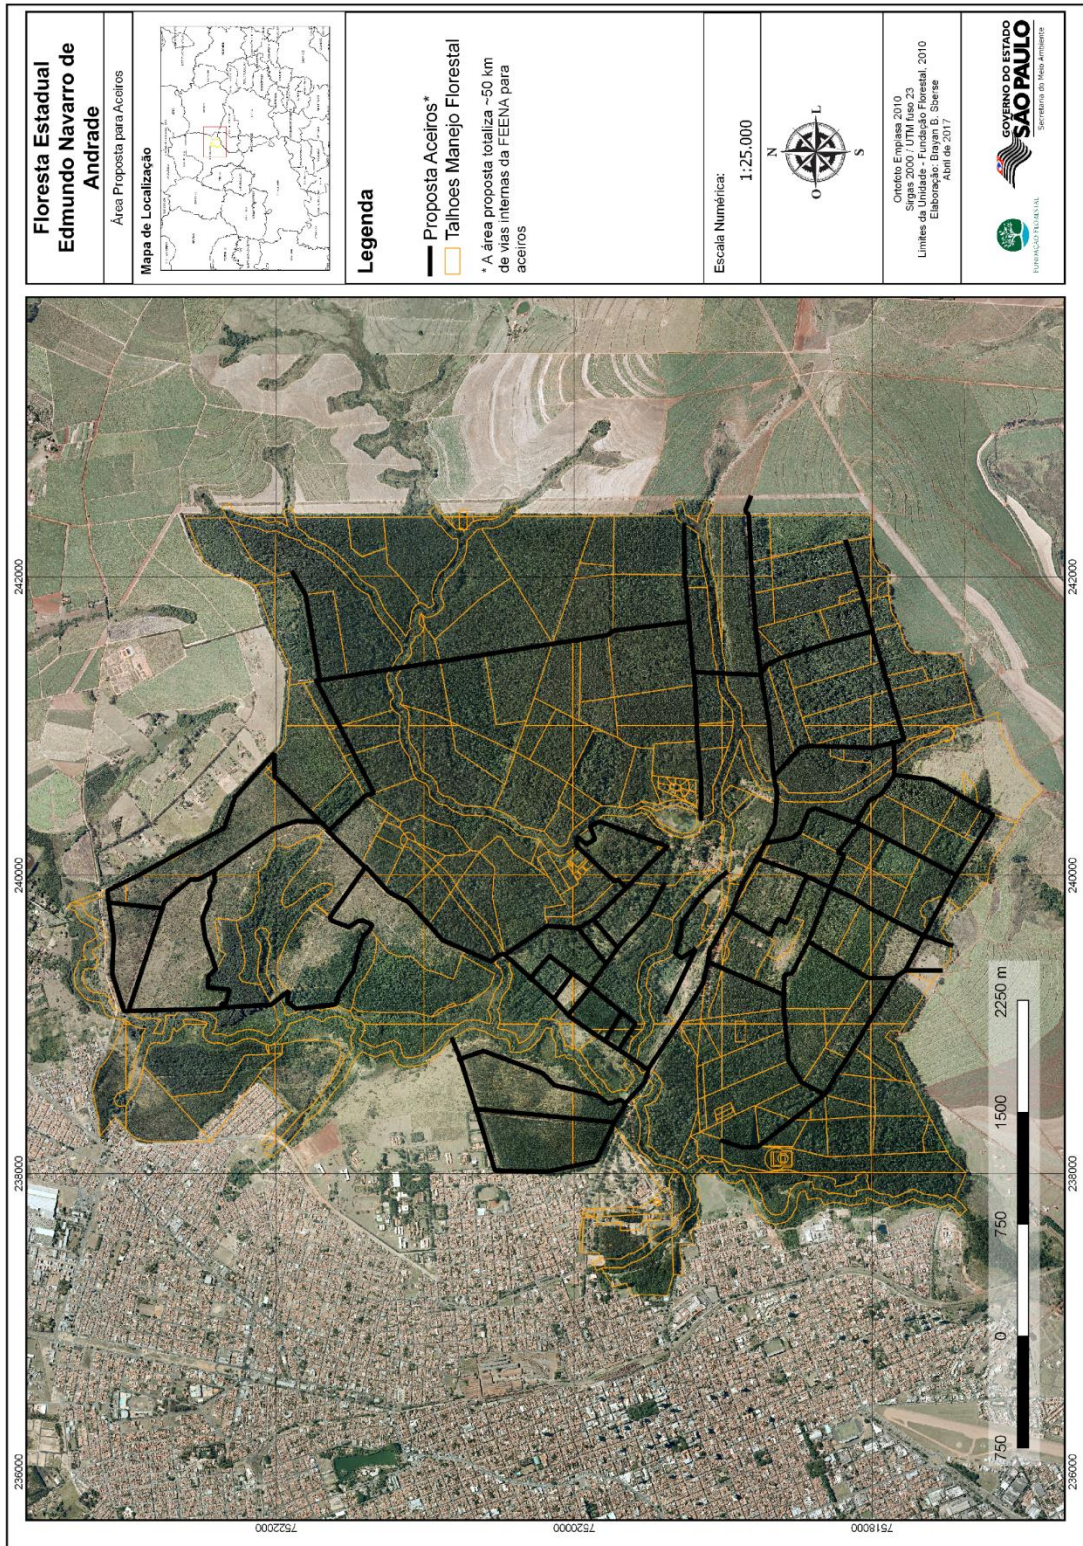 Floresta Estadual
Edmundo Navarro de
Andrade
Área Proposta para Aceiros
Mapa de Localização
Legenda
Proposta Aceiros*
Talhoes Manejo Florestal
* A área proposta totaliza ~50 km
de vias internas da FEENA para
aceiros
Escala Numérica:
1:25.000
N
O
L
S
Ortofoto Emplasa 2010
Sirgas 2000 / UTM fuso 23
Limites da Unidade - Fundação Florestal, 2010
Elaboração: Brayan B. Sberse
Abril de 2017
FUNDAÇÃO FLORESTAL
GOVERNO DO ESTADO
SÃO PAULO
Secretaria do Meio Ambiente
236000
238000
240000
242000
7522000
7520000
7518000
236000
238000
240000
242000
750
0
750
1500
2250 m